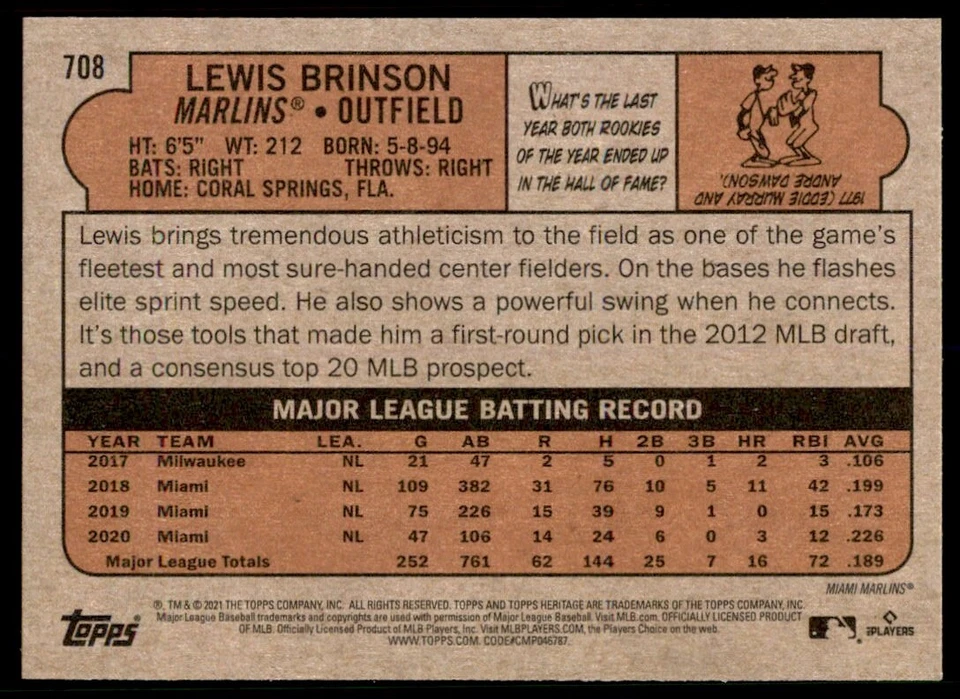 708
LEWIS BRINSON
MARLINS® • OUTFIELD
HT: 6'5" WT: 212 BORN: 5-8-94
BATS: RIGHT THROWS: RIGHT
HOME: CORAL SPRINGS, FLA.
WHAT'S THE LAST
YEAR BOTH ROOKIES
OF THE YEAR ENDED UP
IN THE HALL OF FAME?
1977 (EDDIE MURRAY AND
ANDRE DAWSON).
Lewis brings tremendous athleticism to the field as one of the game's
fleetest and most sure-handed center fielders. On the bases he flashes
elite sprint speed. He also shows a powerful swing when he connects.
It's those tools that made him a first-round pick in the 2012 MLB draft,
and a consensus top 20 MLB prospect.
MAJOR LEAGUE BATTING RECORD
YEAR TEAM LEA. G AB R H 2B 3B HR RBI AVG
2017 Milwaukee NL 21 47 2 5 0 1 2 3 .106
2018 Miami NL 109 382 31 76 10 5 11 42 .199
2019 Miami NL 75 226 15 39 9 1 0 15 .173
2020 Miami NL 47 106 14 24 6 0 3 12 .226
Major League Totals 252 761 62 144 25 7 16 72 .189
MIAMI MARLINS®
®, TM & © 2021 THE TOPPS COMPANY, INC. ALL RIGHTS RESERVED. TOPPS AND TOPPS HERITAGE ARE TRADEMARKS OF THE TOPPS COMPANY, INC.
Major League Baseball trademarks and copyrights are used with permission of Major League Baseball. Visit MLB.com. OFFICIALLY LICENSED PRODUCT
OF MLB. Officially Licensed Product of MLB Players, Inc. Visit MLBPLAYERS.COM, the Players Choice on the web.
WWW.TOPPS.COM. CODE#CMP046787.
TOPPS®
PLAYERS